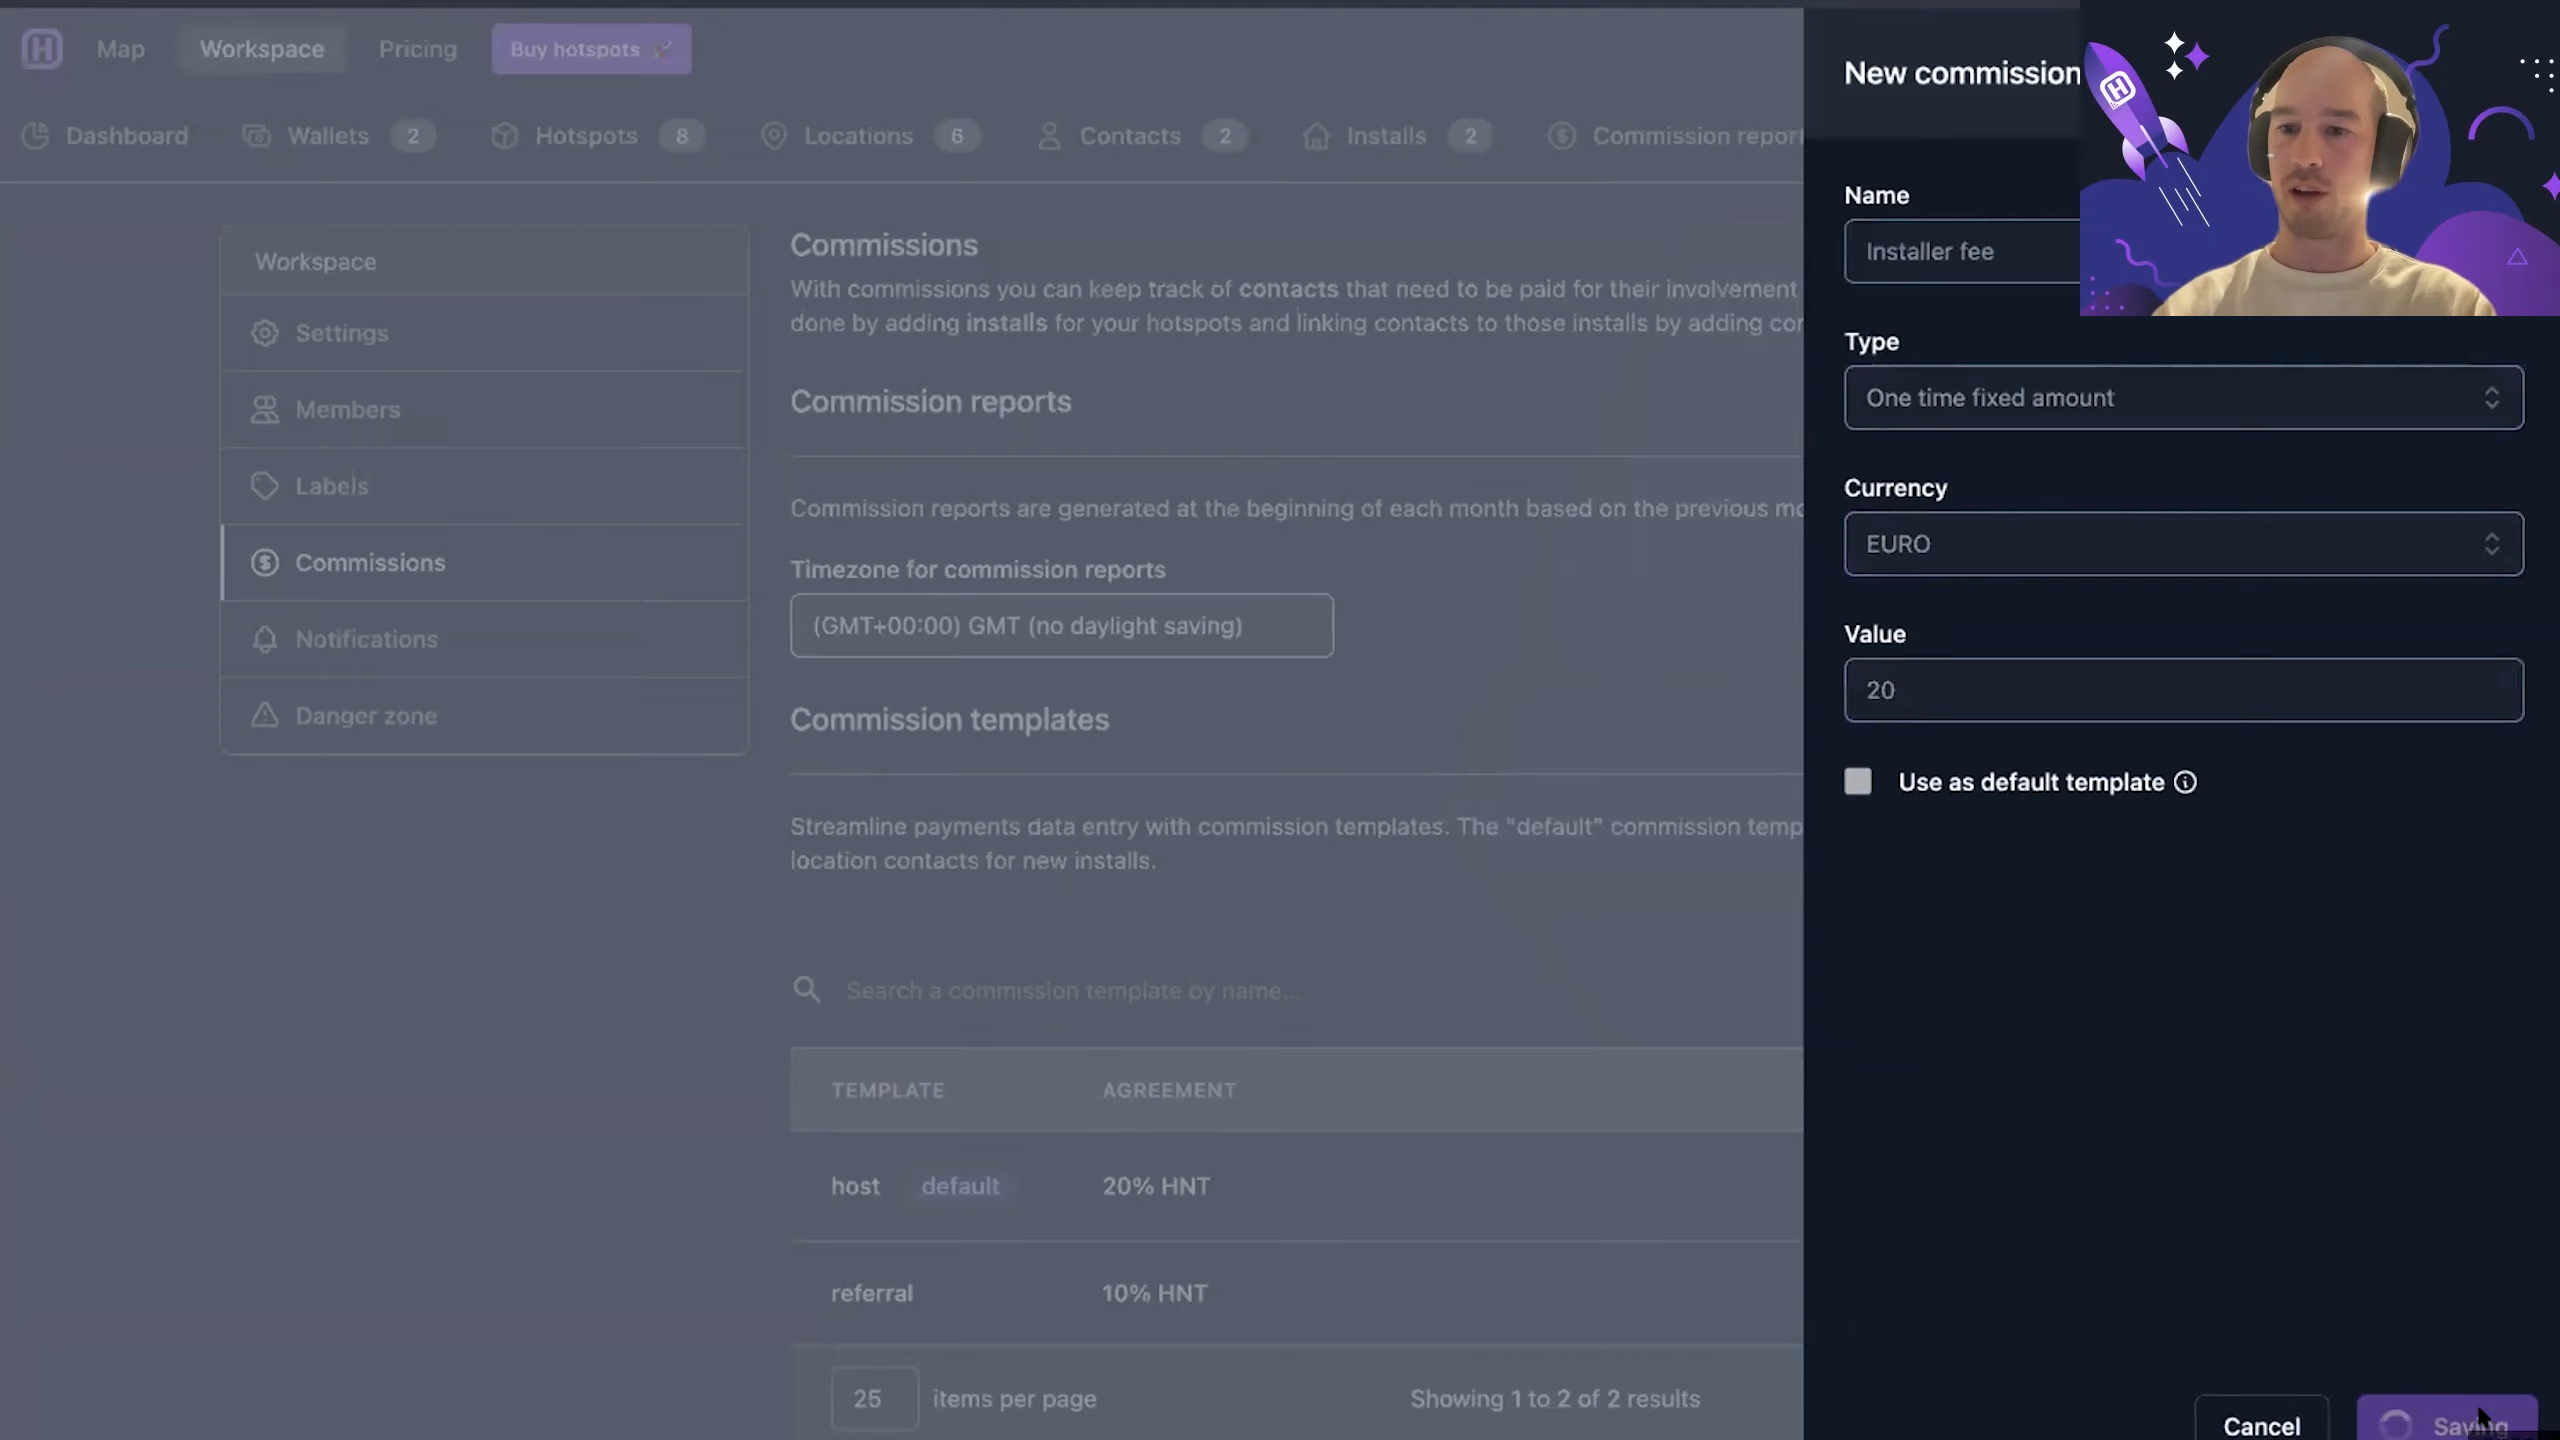 Map
Workspace
Pricing
Buy hotspots
Dashboard
Wallets 2
Hotspots 8
Locations 6
Contacts 2
Installs 2
Commission
Workspace
Settings
Members
Labels
Commissions
Notifications
Danger zone
Commissions
With commissions you can keep track of contacts that need to be paid for their involvement
done by adding installs for your hotspots and linking contacts to those installs by adding
Commission reports
Commission reports are generated at the beginning of each month based on the previous
Timezone for commission reports
(GMT+00:00) GMT (no daylight saving)
Commission templates
Streamline payments data entry with commission templates. The "default" commission
location contacts for new installs.
Search a commission template by name...
TEMPLATE AGREEMENT
host default 20% HNT
referral 10% HNT
25 items per page Showing 1 to 2 of 2 results
New commission
Name
Installer fee
Type
One time fixed amount
Currency
EURO
Value
20
Use as default template
Cancel
Saving